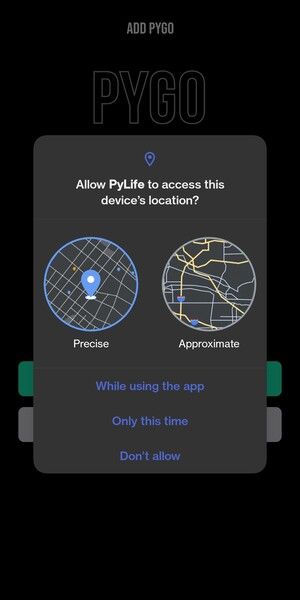 ADD PYGO
PYGO
Allow PyLife to access this
device's location?
Precise
Approximate
While using the app
Only this time
Don't allow